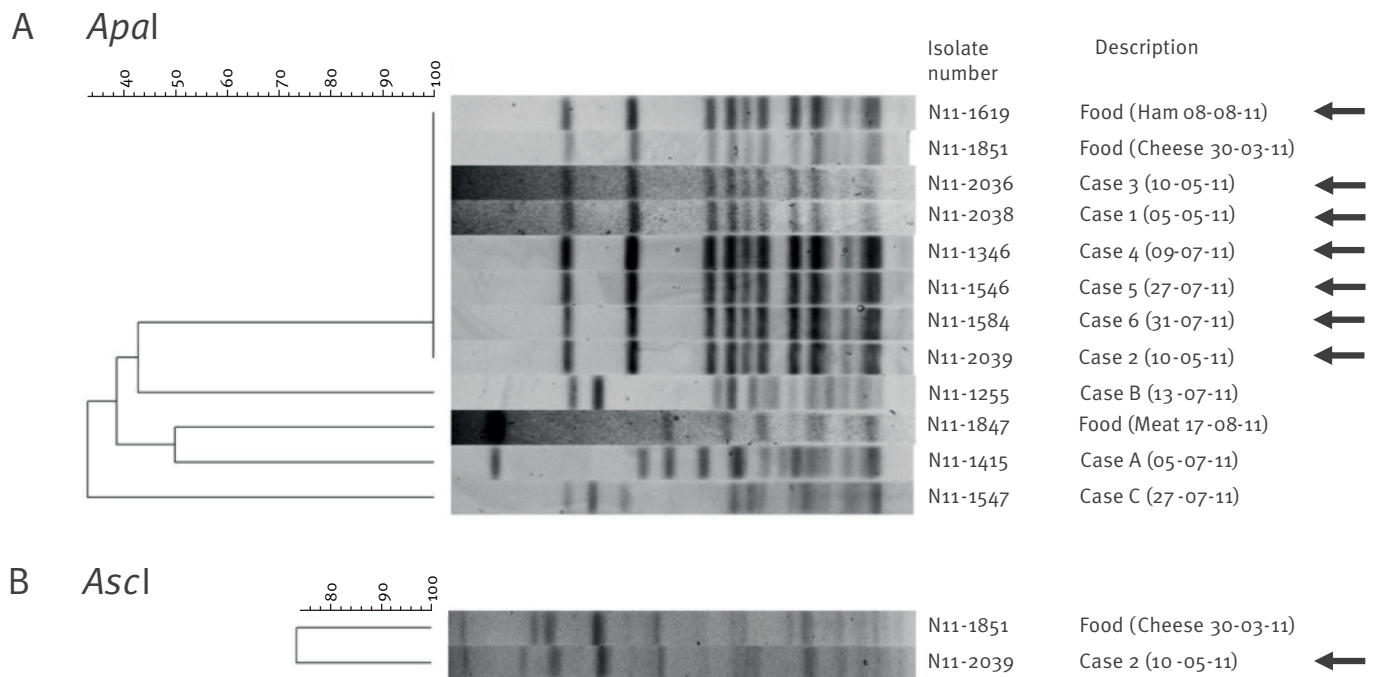 A ApaI
40 50 60 70 80 90 100
Isolate number Description
N11-1619 Food (Ham 08-08-11)
N11-1851 Food (Cheese 30-03-11)
N11-2036 Case 3 (10-05-11)
N11-2038 Case 1 (05-05-11)
N11-1346 Case 4 (09-07-11)
N11-1546 Case 5 (27-07-11)
N11-1584 Case 6 (31-07-11)
N11-2039 Case 2 (10-05-11)
N11-1255 Case B (13-07-11)
N11-1847 Food (Meat 17-08-11)
N11-1415 Case A (05-07-11)
N11-1547 Case C (27-07-11)
B AscI
80 90 100
N11-1851 Food (Cheese 30-03-11)
N11-2039 Case 2 (10-05-11)